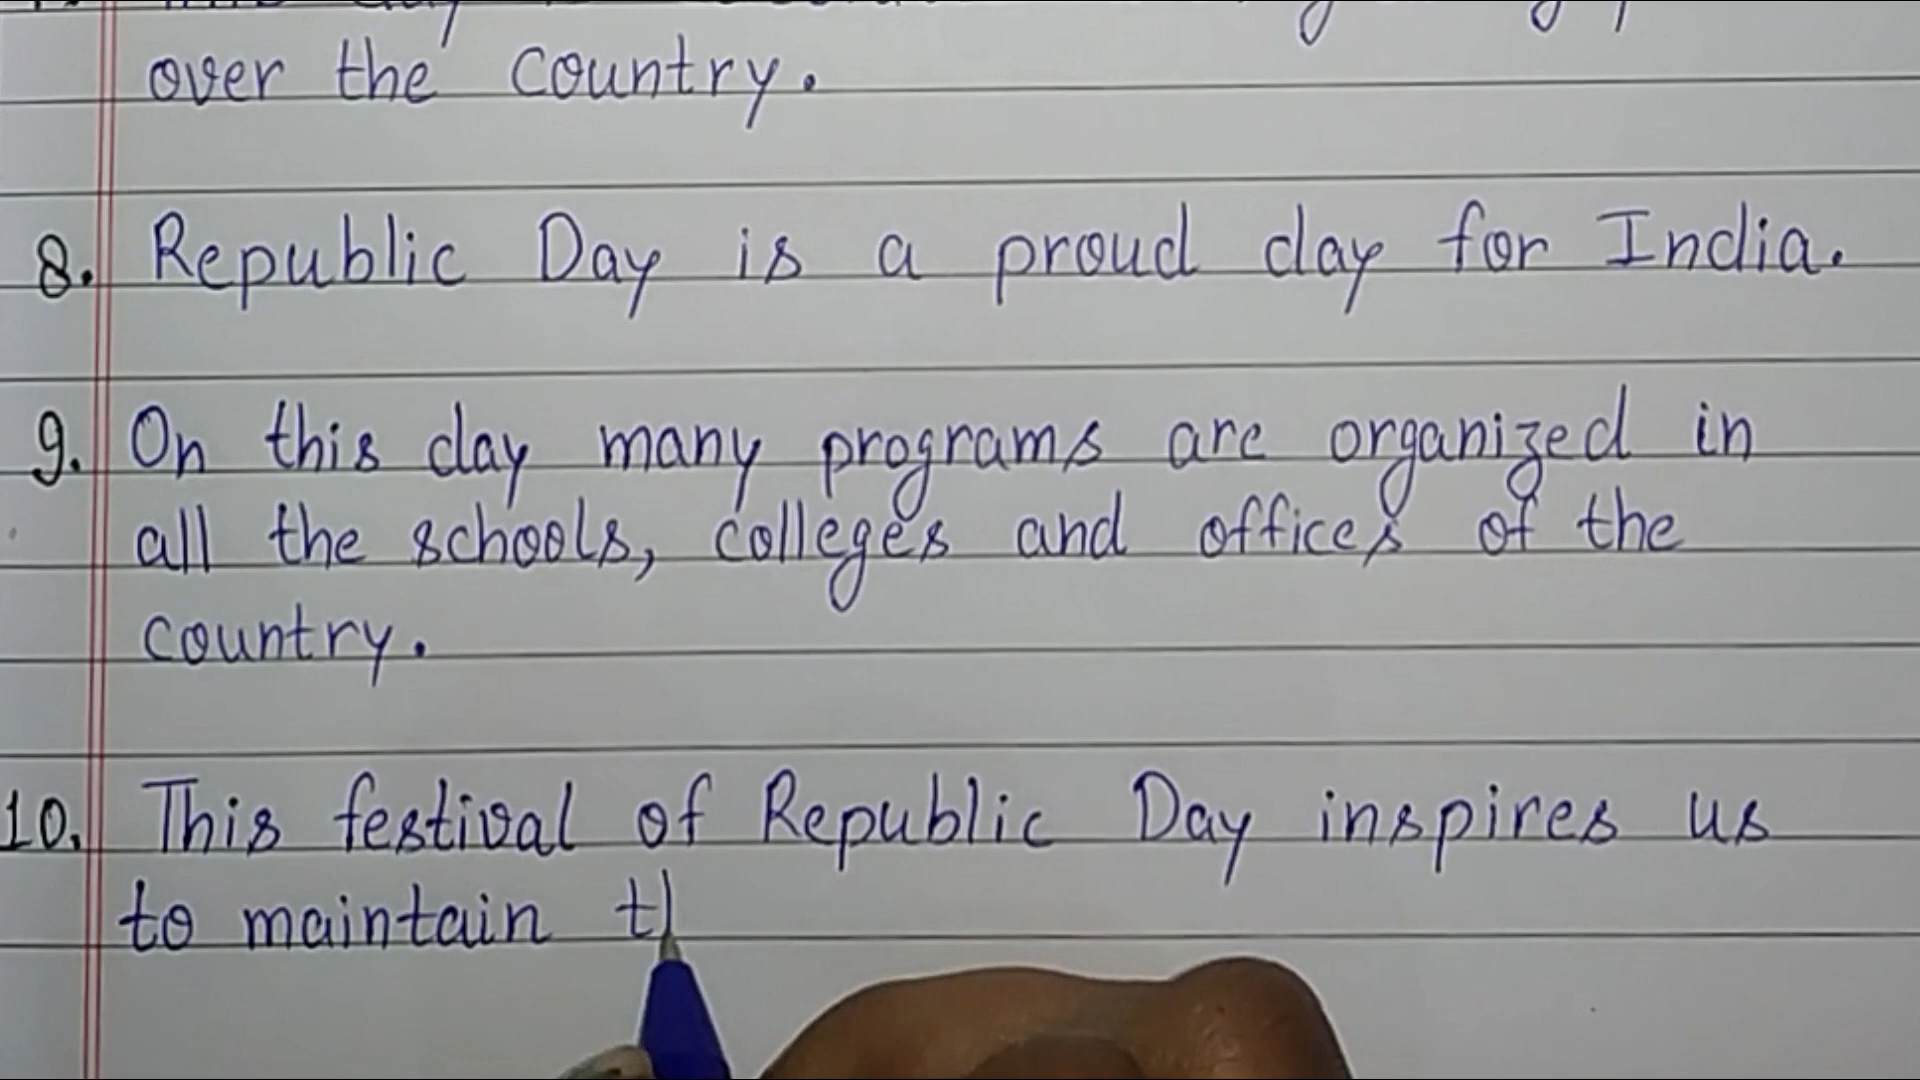 over the country.
8. Republic Day is a proud day for India.
9. On this day many programs are organized in
all the schools, colleges and offices of the
country.
10. This festival of Republic Day inspires us
to maintain